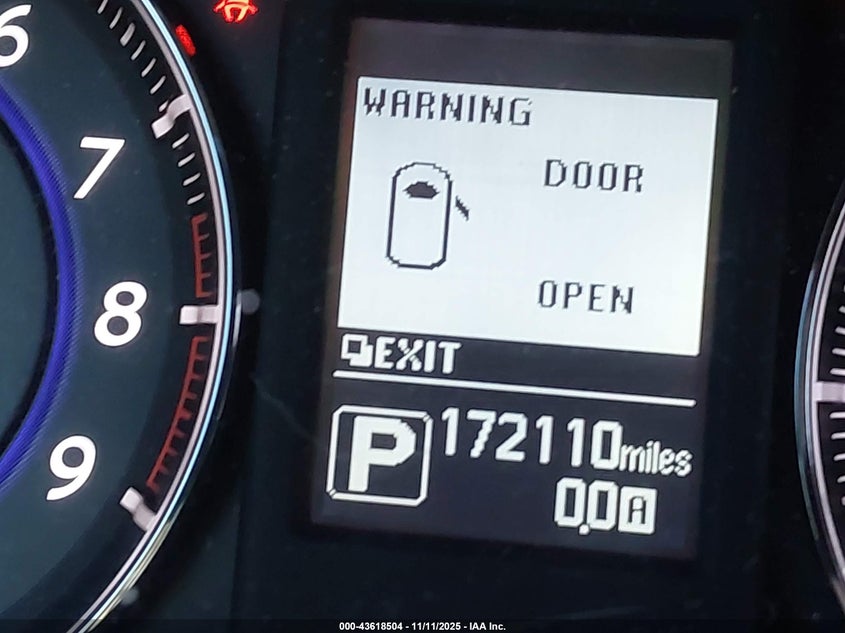 6
7
8
9
WARNING
DOOR
OPEN
EXIT
P
172110miles
0.0A
000-43618504 - 11/11/2025 - IAA Inc.